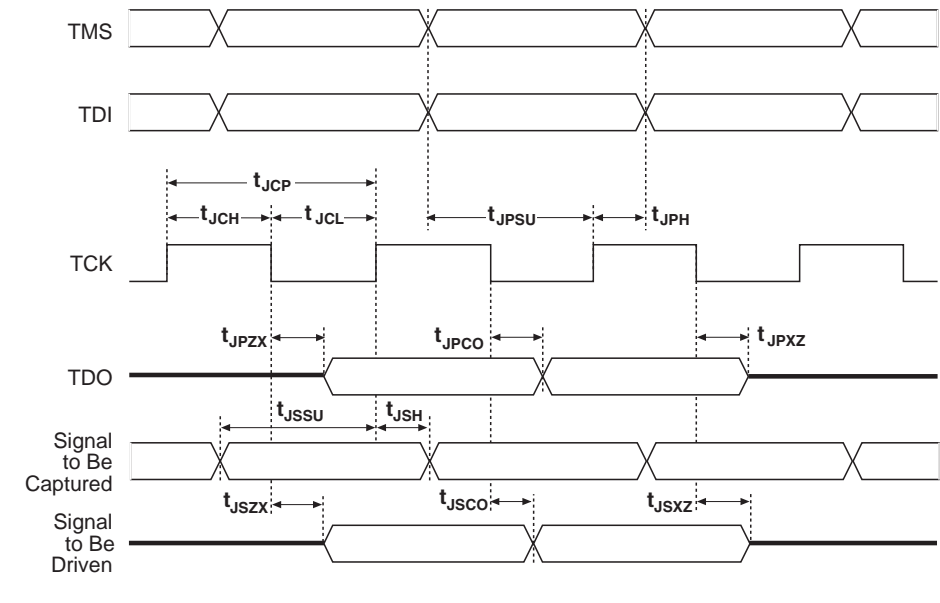 TMS
TDI
tJCP
tJCH tJCL tJPSU tJPH
TCK
tJPZX tJPCO tJPXZ
TDO
tJSSU tJSH
Signal
to Be
Captured
tJSZX tJSCO tJSXZ
Signal
to Be
Driven